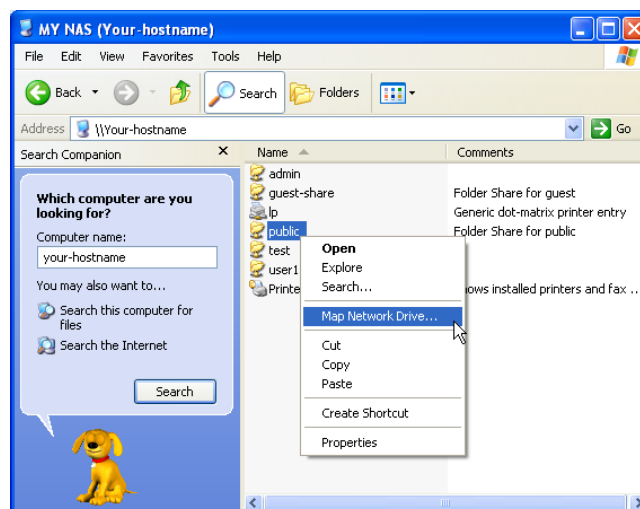 MY NAS (Your-hostname)
File Edit View Favorites Tools Help
Back Search Folders
Address \\Your-hostname Go
Search Companion
Which computer are you
looking for?
Computer name:
your-hostname
You may also want to...
Search this computer for
files
Search the Internet
Search
Name Comments
admin
guest-share Folder Share for guest
lp Generic dot-matrix printer entry
public Folder Share for public
test
user1
Printe ows installed printers and fax ..
Open
Explore
Search...
Map Network Drive...
Cut
Copy
Paste
Create Shortcut
Properties